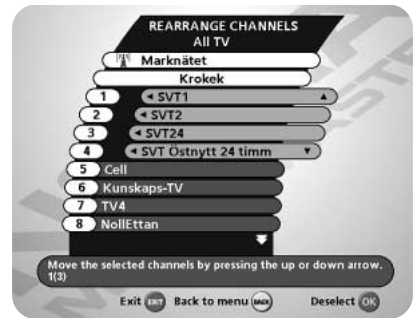 REARRANGE CHANNELS
All TV
Marknätet
Krokek
1 ◄ SVT1 ▲
2 ◄ SVT2
3 ◄ SVT24
4 ◄ SVT Östnytt 24 timm ▼
5 Cell
6 Kunskaps-TV
7 TV4
8 NollEttan
Move the selected channels by pressing the up or down arrow.
1(3)
Exit EXIT Back to menu BACK Deselect OK